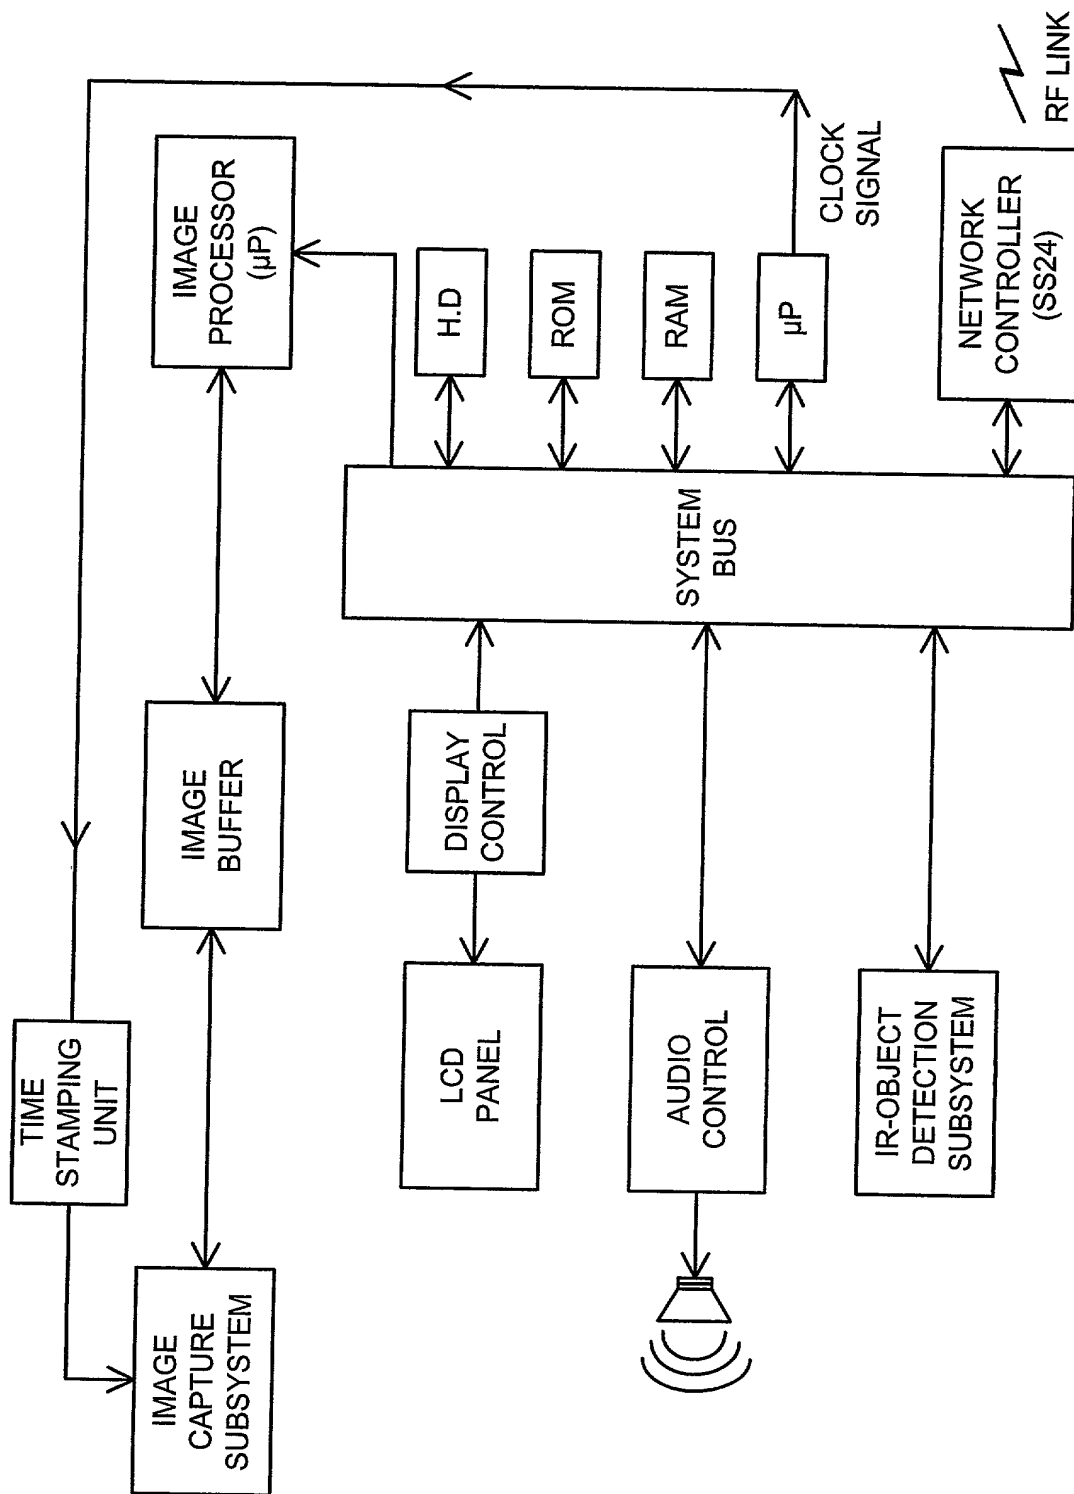 TIME
STAMPING
UNIT
IMAGE
CAPTURE
SUBSYSTEM
IMAGE
BUFFER
IMAGE
PROCESSOR
(µP)
LCD
PANEL
DISPLAY
CONTROL
AUDIO
CONTROL
IR-OBJECT
DETECTION
SUBSYSTEM
SYSTEM
BUS
H.D
ROM
RAM
µP
CLOCK
SIGNAL
NETWORK
CONTROLLER
(SS24)
RF LINK